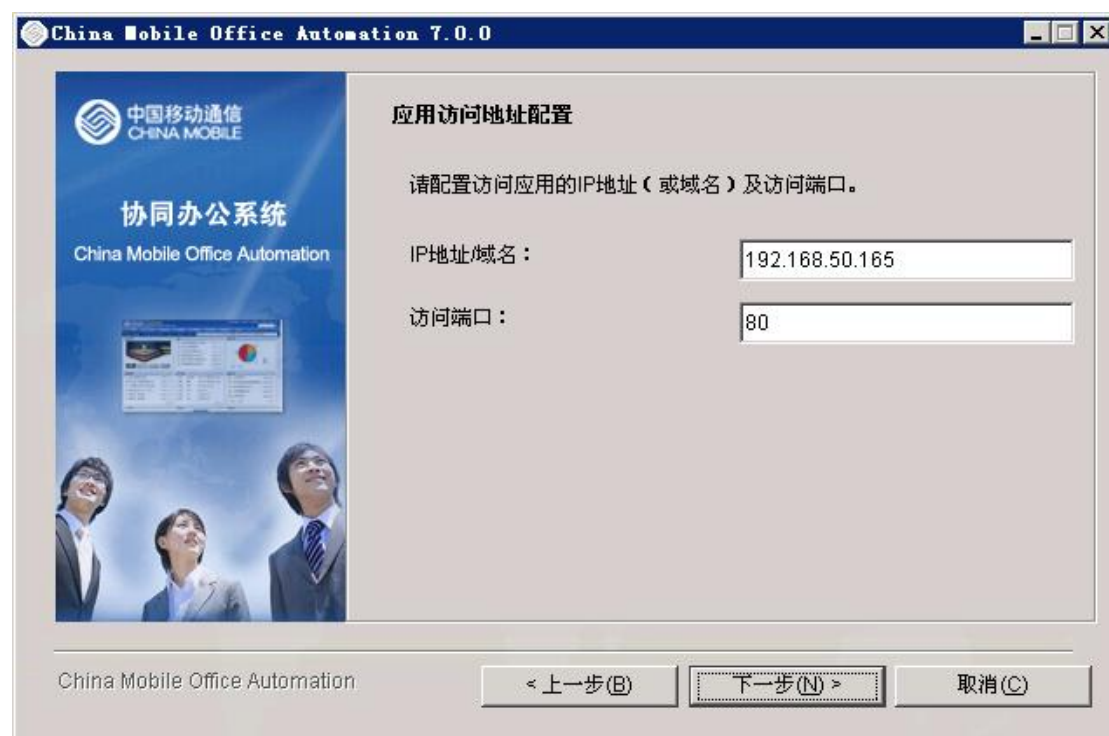 China Mobile Office Automation 7.0.0
中国移动通信
CHINA MOBILE
协同办公系统
China Mobile Office Automation
应用访问地址配置
请配置访问应用的IP地址(或域名)及访问端口。
IP地址/域名：
192.168.50.165
访问端口：
80
China Mobile Office Automation
<上一步(B)
下一步(N) >
取消(C)